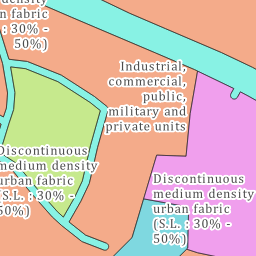 density
urban fabric
: 30% -
50%)
Industrial,
commercial,
public,
military and
private units
Discontinuous
medium density
urban fabric
(S.L. : 30% -
50%)
Discontinuous
medium density
urban fabric
(S.L. : 30% -
50%)